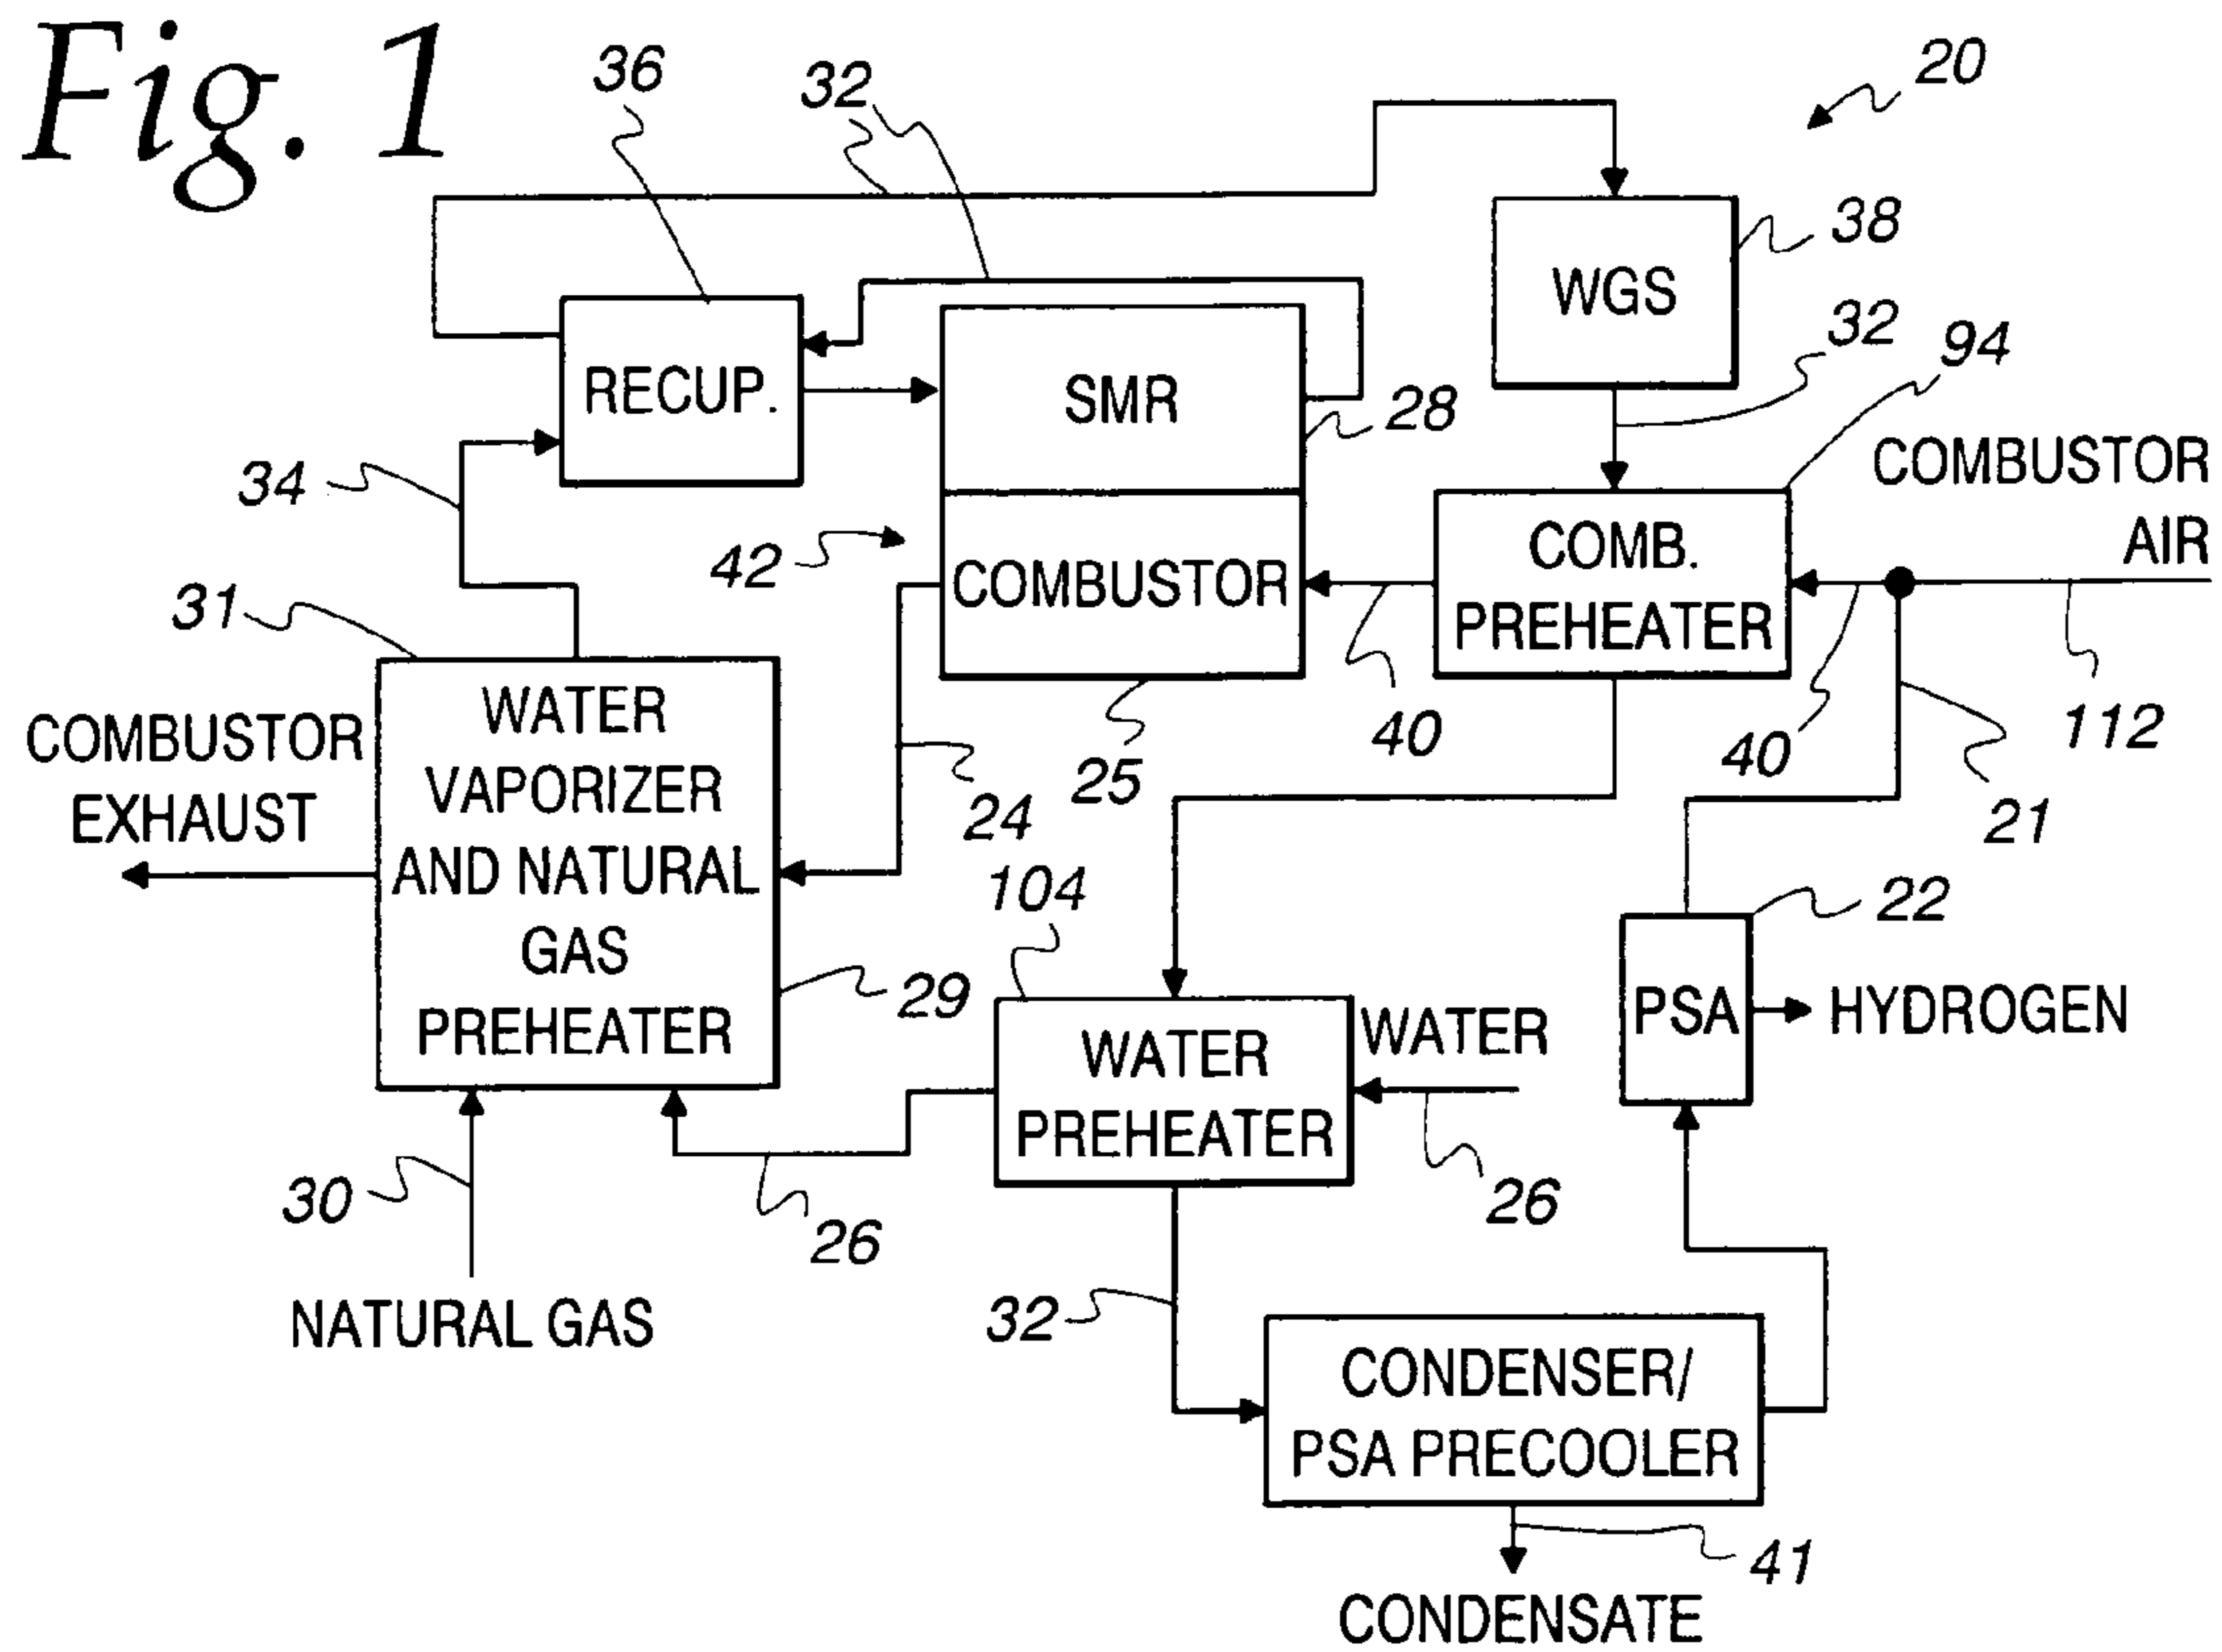 Fig. 1
36
32
20
38
WGS
32
94
RECUP.
SMR
28
COMBUSTOR
AIR
34
42
COMBUSTOR
COMB.
PREHEATER
31
WATER
VAPORIZER
AND NATURAL
GAS
PREHEATER
COMBUSTOR
EXHAUST
40
40
112
25
24
21
104
22
29
PSA
HYDROGEN
WATER
PREHEATER
WATER
30
26
26
NATURAL GAS
32
CONDENSER/
PSA PRECOOLER
41
CONDENSATE